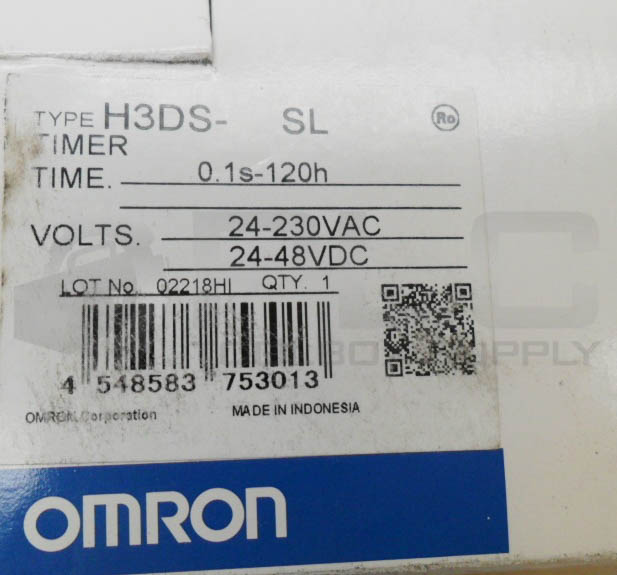 TYPE H3DS- SL
Ro
TIMER
TIME. 0.1s-120h
VOLTS. 24-230VAC
24-48VDC
LOT No. 02218HI QTY. 1
4 548583 753013
OMRON Corporation MADE IN INDONESIA
OMRON